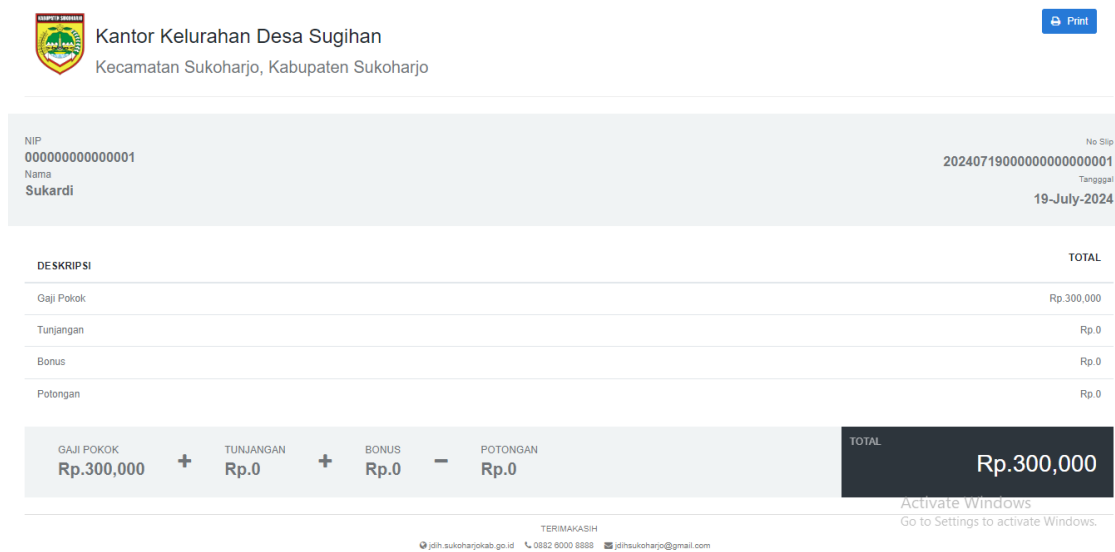 KABUPATEN SUKOHARJO
Kantor Kelurahan Desa Sugihan
Kecamatan Sukoharjo, Kabupaten Sukoharjo
Print
NIP
000000000000001
Nama
Sukardi
No Slip
20240719000000000000001
Tangggal
19-July-2024
DESKRIPSI TOTAL
Gaji Pokok Rp.300,000
Tunjangan Rp.0
Bonus Rp.0
Potongan Rp.0
GAJI POKOK TUNJANGAN BONUS POTONGAN
Rp.300,000 + Rp.0 + Rp.0 - Rp.0
TOTAL
Rp.300,000
Activate Windows
Go to Settings to activate Windows.
TERIMAKASIH
jdih.sukoharjokab.go.id 0882 6000 8888 jdihsukoharjo@gmail.com